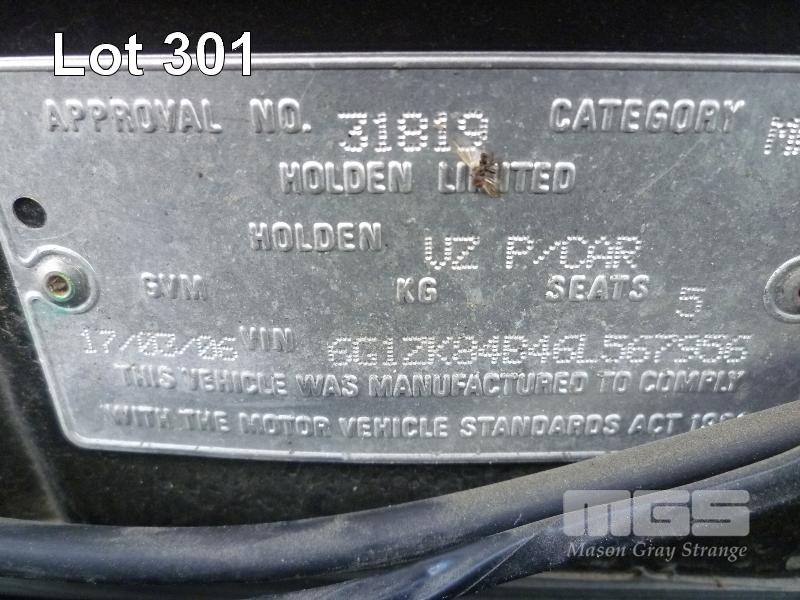 Lot 301
APPROVAL NO. 31819 CATEGORY
HOLDEN LIMITED
HOLDEN VZ P/CAR
GVM KG SEATS 5
17/03/06 VIN 6G1ZK84B46L567956
THIS VEHICLE WAS MANUFACTURED TO COMPLY
WITH THE MOTOR VEHICLE STANDARDS ACT
MGS
Mason Gray Strange